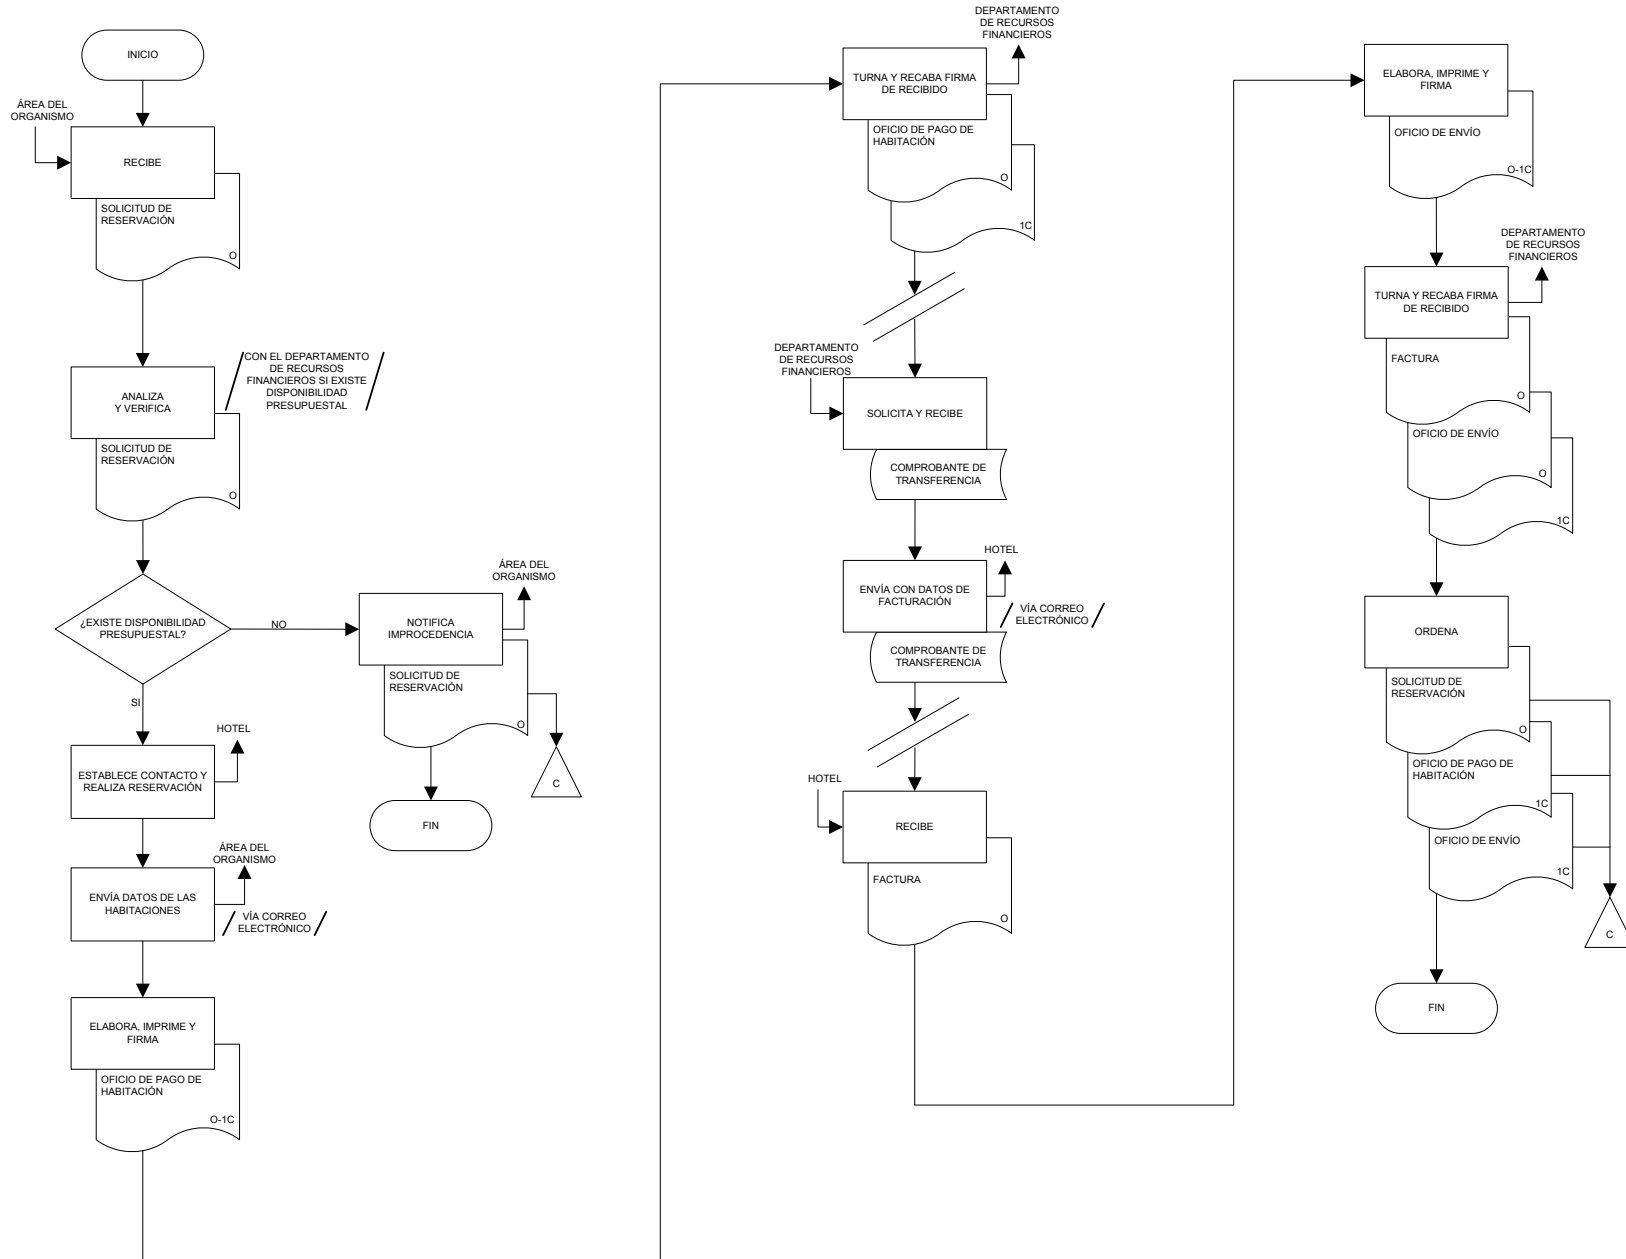 INICIO
ÁREA DEL
ORGANISMO
RECIBE
SOLICITUD DE
RESERVACIÓN
O
ANALIZA
Y VERIFICA
CON EL DEPARTAMENTO
DE RECURSOS
FINANCIEROS SI EXISTE
DISPONIBILIDAD
PRESUPUESTAL
SOLICITUD DE
RESERVACIÓN
O
¿EXISTE DISPONIBILIDAD
PRESUPUESTAL?
NO
NOTIFICA
IMPROCEDENCIA
ÁREA DEL
ORGANISMO
SOLICITUD DE
RESERVACIÓN
O
C
FIN
SI
ESTABLECE CONTACTO Y
REALIZA RESERVACIÓN
HOTEL
ENVÍA DATOS DE LAS
HABITACIONES
ÁREA DEL
ORGANISMO
VÍA CORREO
ELECTRÓNICO
ELABORA, IMPRIME Y
FIRMA
OFICIO DE PAGO DE
HABITACIÓN
O-1C
DEPARTAMENTO
DE RECURSOS
FINANCIEROS
TURNA Y RECABA FIRMA
DE RECIBIDO
OFICIO DE PAGO DE
HABITACIÓN
O
1C
DEPARTAMENTO
DE RECURSOS
FINANCIEROS
SOLICITA Y RECIBE
COMPROBANTE DE
TRANSFERENCIA
HOTEL
ENVÍA CON DATOS DE
FACTURACIÓN
VÍA CORREO
ELECTRÓNICO
COMPROBANTE DE
TRANSFERENCIA
HOTEL
RECIBE
FACTURA
O
ELABORA, IMPRIME Y
FIRMA
OFICIO DE ENVÍO
O-1C
DEPARTAMENTO
DE RECURSOS
FINANCIEROS
TURNA Y RECABA FIRMA
DE RECIBIDO
FACTURA
O
OFICIO DE ENVÍO
O
1C
ORDENA
SOLICITUD DE
RESERVACIÓN
O
OFICIO DE PAGO DE
HABITACIÓN
1C
OFICIO DE ENVÍO
1C
C
FIN